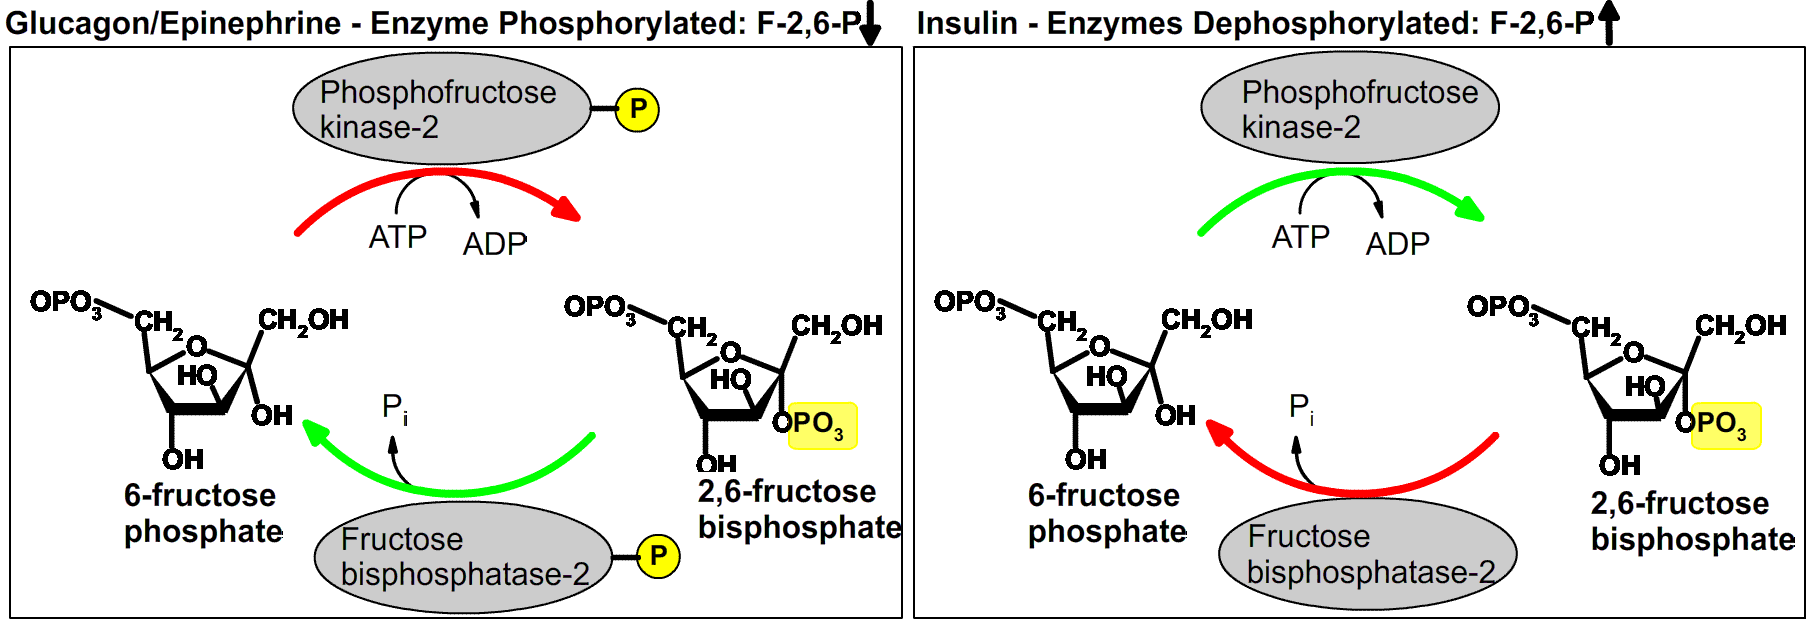 Glucagon/Epinephrine - Enzyme Phosphorylated: F-2,6-P
Phosphofructose
kinase-2
P
ATP
ADP
OPO3
CH2
O
CH2OH
HO
OH
OH
6-fructose
phosphate
OPO3
CH2
O
CH2OH
HO
OPO3
OH
2,6-fructose
bisphosphate
Pi
Fructose
bisphosphatase-2
P
Insulin - Enzymes Dephosphorylated: F-2,6-P
Phosphofructose
kinase-2
ATP
ADP
OPO3
CH2
O
CH2OH
HO
OH
OH
6-fructose
phosphate
OPO3
CH2
O
CH2OH
HO
OPO3
OH
2,6-fructose
bisphosphate
Pi
Fructose
bisphosphatase-2